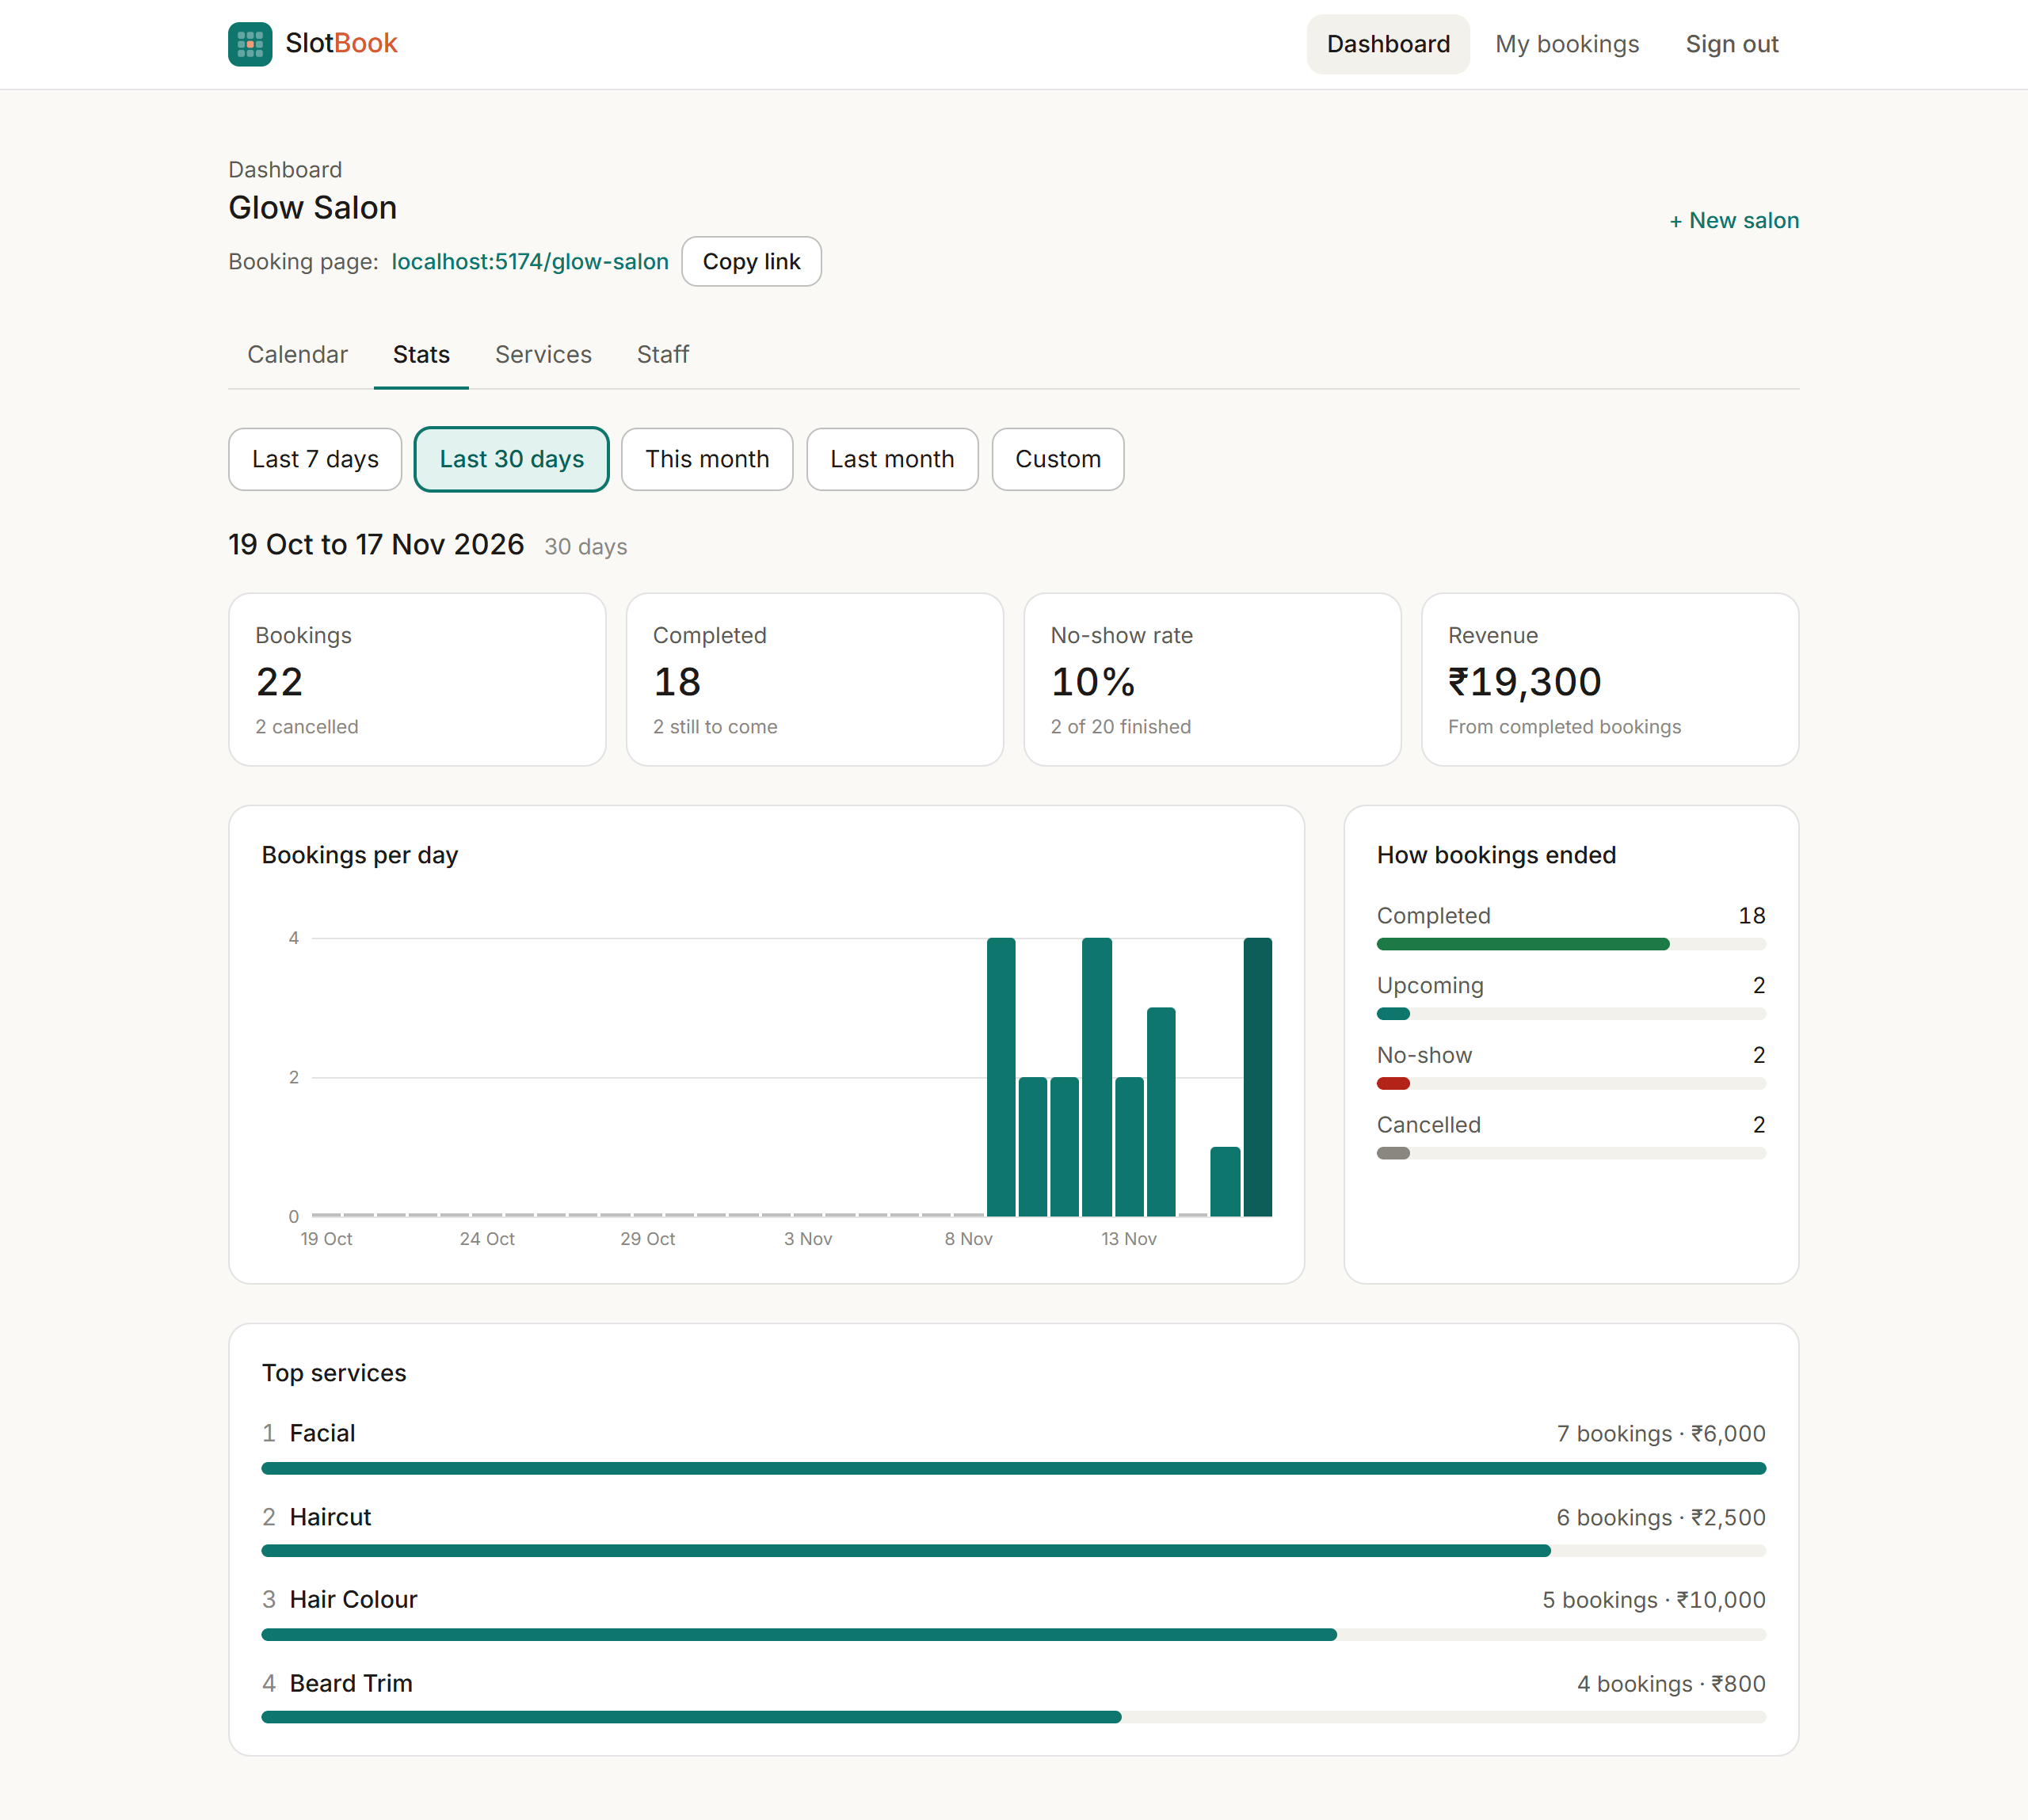 SlotBook
Dashboard My bookings Sign out
Dashboard
Glow Salon
+ New salon
Booking page: localhost:5174/glow-salon Copy link
Calendar Stats Services Staff
Last 7 days Last 30 days This month Last month Custom
19 Oct to 17 Nov 2026 30 days
Bookings
22
2 cancelled
Completed
18
2 still to come
No-show rate
10%
2 of 20 finished
Revenue
₹19,300
From completed bookings
Bookings per day
4
2
0
19 Oct 24 Oct 29 Oct 3 Nov 8 Nov 13 Nov
How bookings ended
Completed 18
Upcoming 2
No-show 2
Cancelled 2
Top services
1 Facial 7 bookings · ₹6,000
2 Haircut 6 bookings · ₹2,500
3 Hair Colour 5 bookings · ₹10,000
4 Beard Trim 4 bookings · ₹800